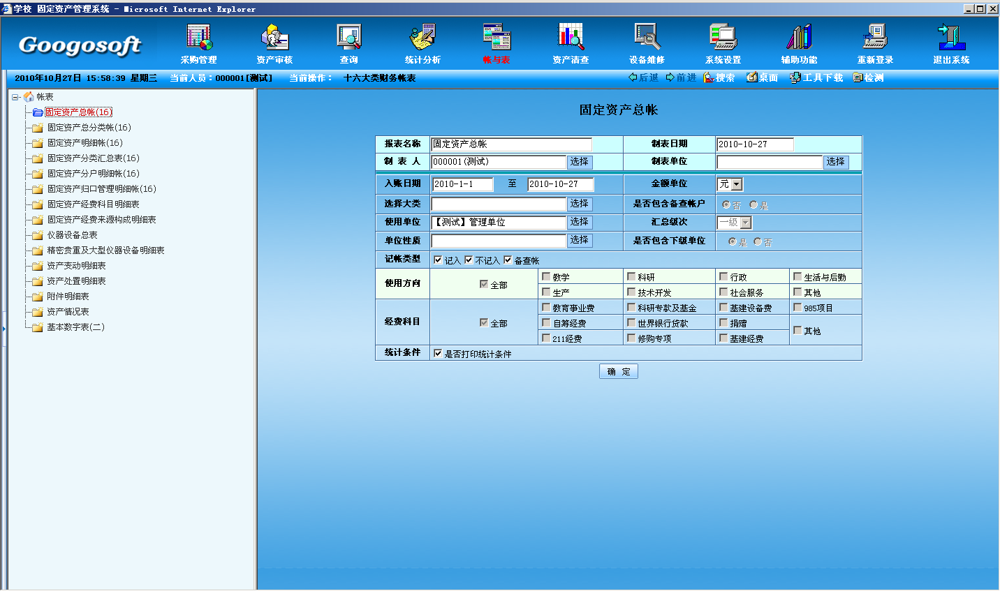 学校 固定资产管理系统 - Microsoft Internet Explorer
Googosoft
采购管理 资产审核 查询 统计分析 帐与表 资产清查 设备维修 系统设置 辅助功能 重新登录 退出系统
2010年10月27日 15:58:39 星期三 当前人员：000001[测试] 当前操作： 十六大类财务帐表 后退 前进 搜索 桌面 工具下载 检测
帐表
固定资产总帐(16)
固定资产总分类帐(16)
固定资产明细帐(16)
固定资产分类汇总表(16)
固定资产分户明细帐(16)
固定资产归口管理明细帐(16)
固定资产经费科目明细表
固定资产经费来源构成明细表
仪器设备总表
精密贵重及大型仪器设备明细表
资产变动明细表
资产处置明细表
附件明细表
资产情况表
基本数字表(二)
固定资产总帐
报表名称 固定资产总帐 制表日期 2010-10-27
制 表 人 000001(测试) 选择 制表单位 选择
入账日期 2010-1-1 至 2010-10-27 金额单位 元
选择大类 选择 是否包含备查帐户 否 是
使用单位 【测试】管理单位 选择 汇总级次 一级
单位性质 选择 是否包含下级单位 是 否
记帐类型 记入 不记入 备查帐
使用方向 全部 教学 科研 行政 生活与后勤
生产 技术开发 社会服务 其他
经费科目 全部 教育事业费 科研专款及基金 基建设备费 985项目
自筹经费 世界银行贷款 捐赠 其他
211经费 修购专项 基建经费
统计条件 是否打印统计条件
确 定